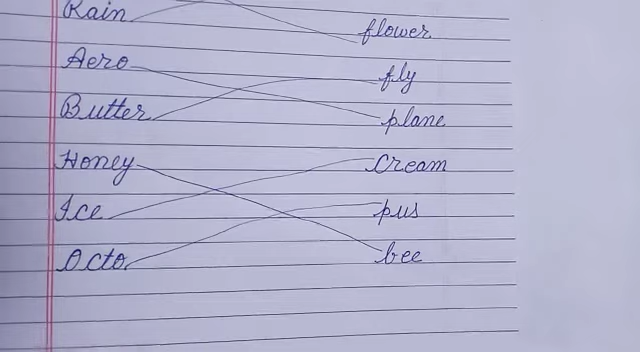 Rain flower
Aero fly
Butter plane
Honey cream
Ice pus
Octo bee